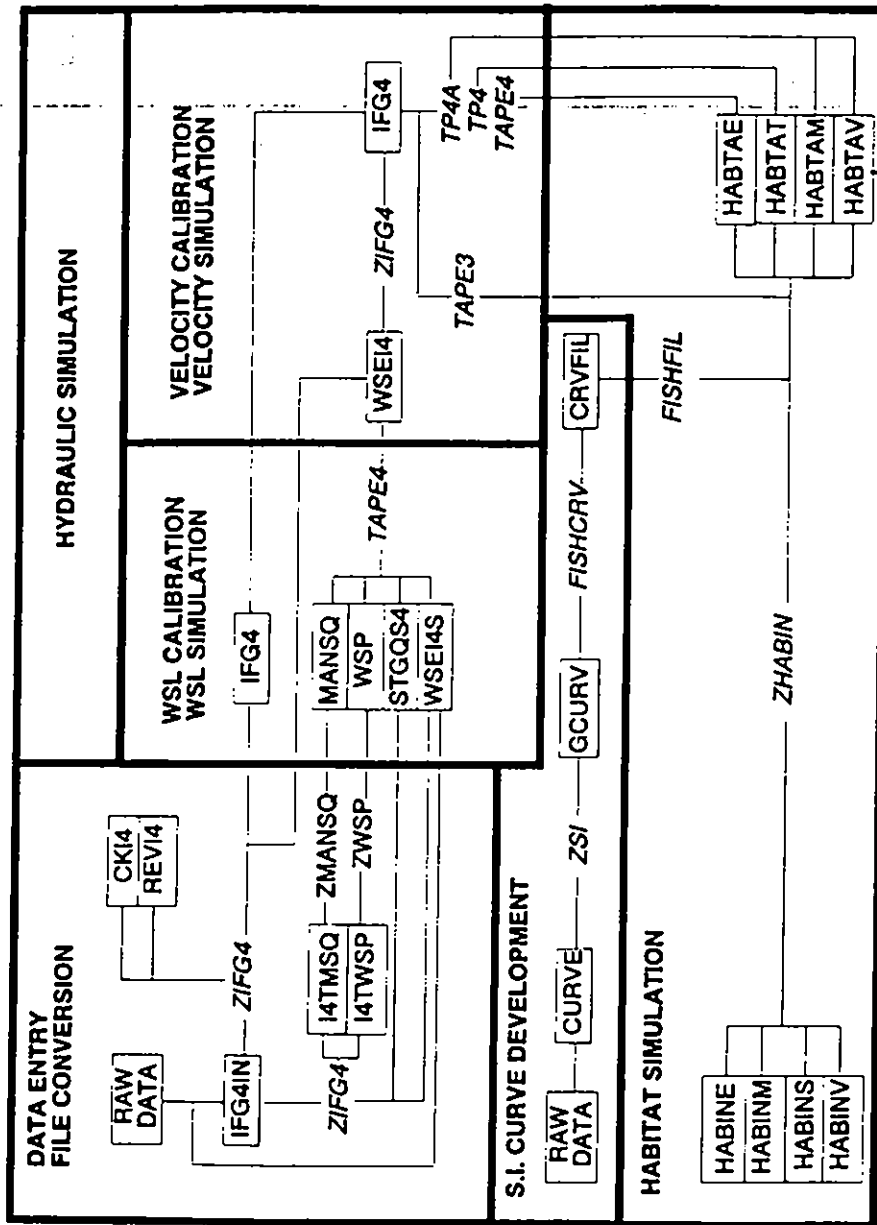 HYDRAULIC SIMULATION
DATA ENTRY
FILE CONVERSION
RAW
DATA
IFG4IN
CKI4
REVI4
ZIFG4
ZIFG4
I4TMSQ
I4TWSP
ZMANSQ
ZWSP
WSL CALIBRATION
WSL SIMULATION
IFG4
MANSQ
WSP
STGQS4
WSEI4S
TAPE4
VELOCITY CALIBRATION
VELOCITY SIMULATION
WSEI4
ZIFG4
IFG4
TAPE3
TP4A
TP4
TAPE4
S.I. CURVE DEVELOPMENT
RAW
DATA
CURVE
ZSI
GCURV
FISHCRV
CRVFIL
FISHFIL
HABITAT SIMULATION
HABINE
HABINM
HABINS
HABINV
ZHABIN
HABTAE
HABTAT
HABTAM
HABTAV